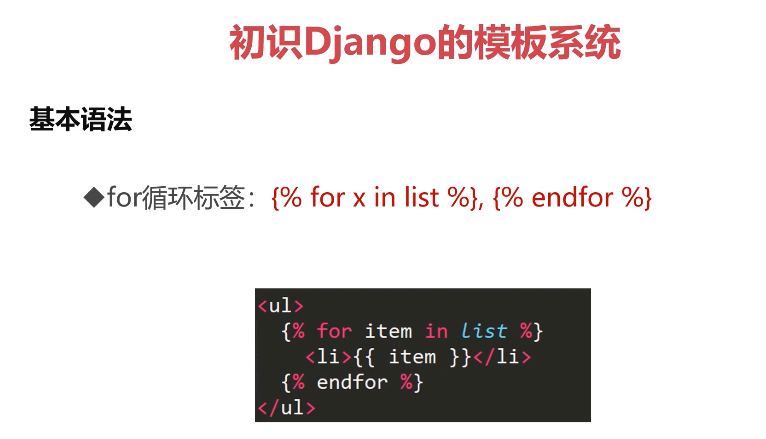 初识Django的模板系统
基本语法
◆for循环标签：{% for x in list %}, {% endfor %}
<ul>
  {% for item in list %}
    <li>{{ item }}</li>
  {% endfor %}
</ul>